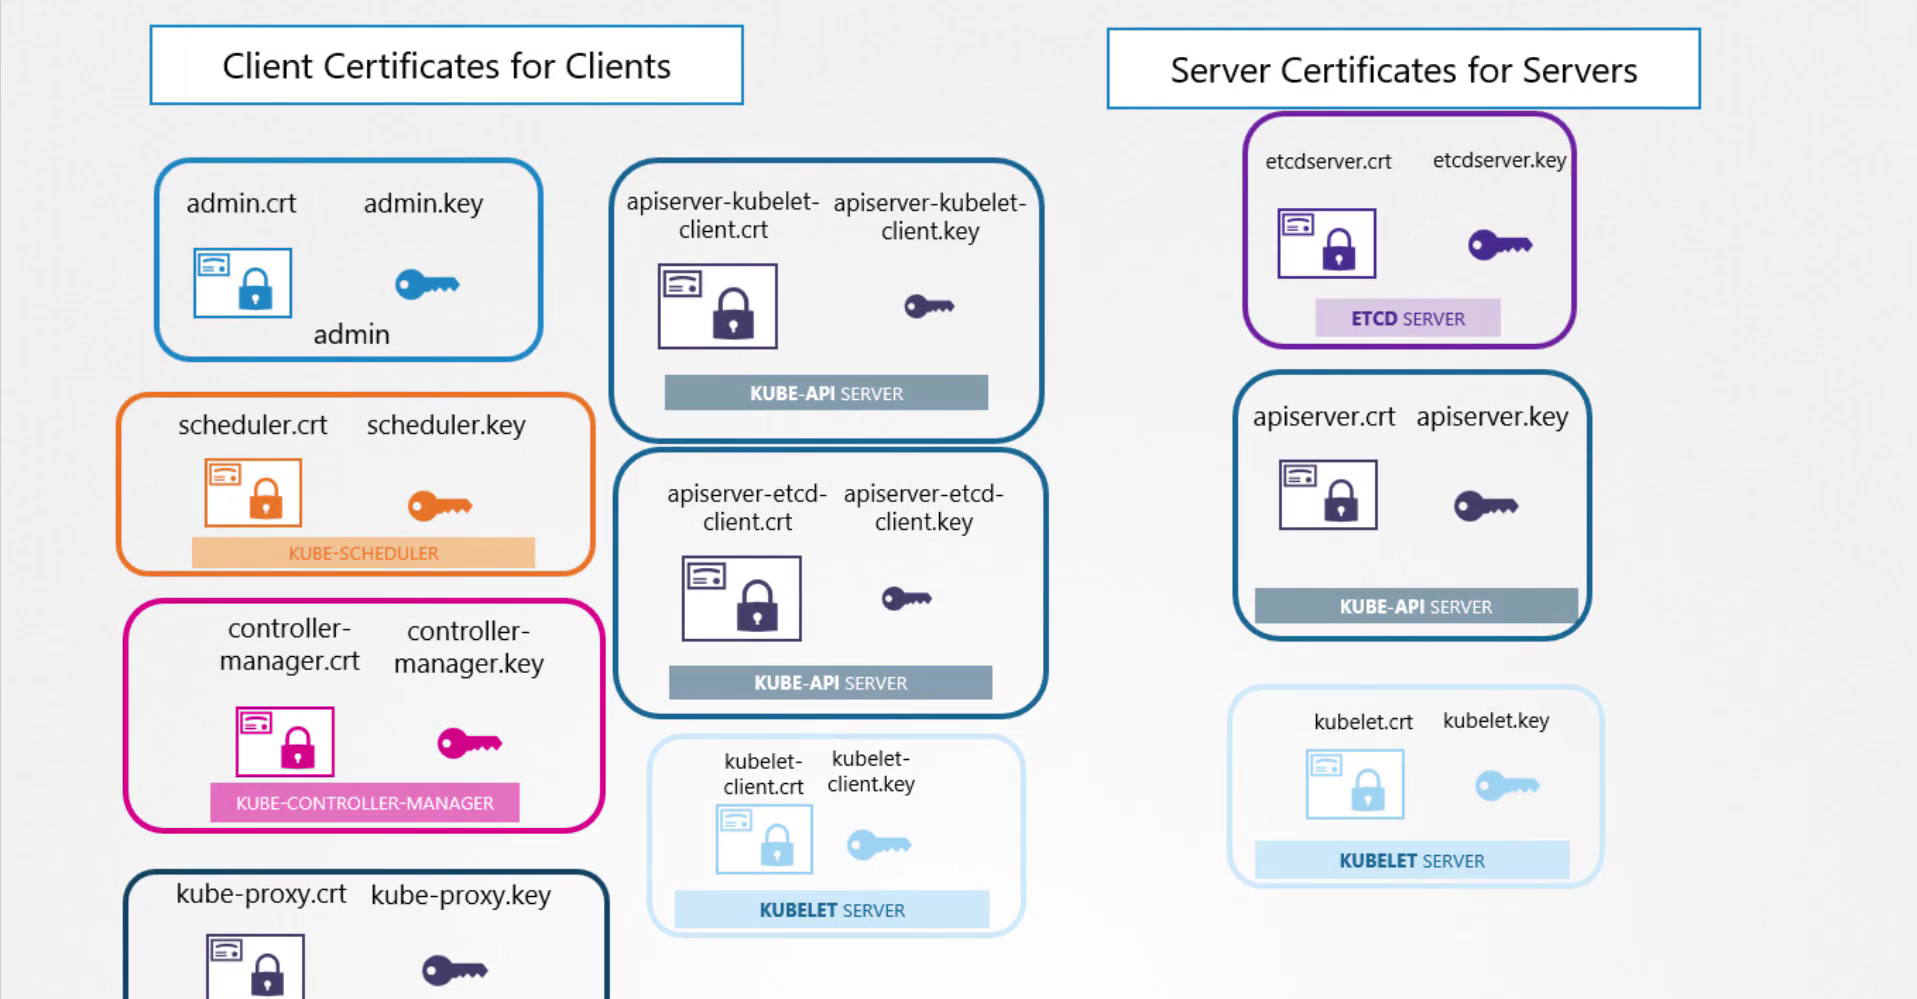 Client Certificates for Clients
admin.crt
admin.key
admin
scheduler.crt
scheduler.key
KUBE-SCHEDULER
controller-
manager.crt
controller-
manager.key
KUBE-CONTROLLER-MANAGER
kube-proxy.crt
kube-proxy.key
apiserver-kubelet-
client.crt
apiserver-kubelet-
client.key
KUBE-API SERVER
apiserver-etcd-
client.crt
apiserver-etcd-
client.key
KUBE-API SERVER
kubelet-
client.crt
kubelet-
client.key
KUBELET SERVER
Server Certificates for Servers
etcdserver.crt
etcdserver.key
ETCD SERVER
apiserver.crt
apiserver.key
KUBE-API SERVER
kubelet.crt
kubelet.key
KUBELET SERVER